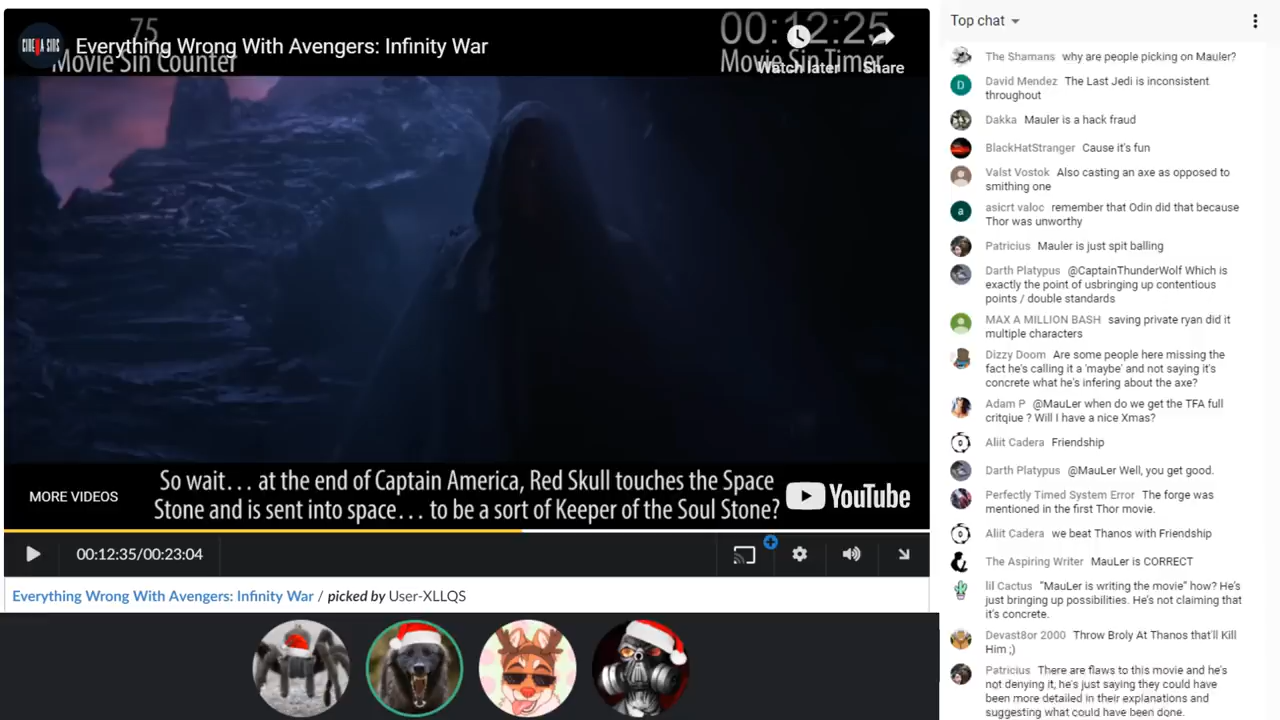 75
Movie Sin Counter
00:12:25
Movie Sin Timer
CINEMA SINS
Everything Wrong With Avengers: Infinity War
Watch later
Share
So wait... at the end of Captain America, Red Skull touches the Space
Stone and is sent into space... to be a sort of Keeper of the Soul Stone?
MORE VIDEOS
YouTube
00:12:35/00:23:04
Everything Wrong With Avengers: Infinity War / picked by User-XLLQS
Top chat
The Shamans why are people picking on Mauler?
D
David Mendez The Last Jedi is inconsistent
throughout
Dakka Mauler is a hack fraud
BlackHatStranger Cause it's fun
Valst Vostok Also casting an axe as opposed to
smithing one
a
asicrt valoc remember that Odin did that because
Thor was unworthy
Patricius Mauler is just spit balling
Darth Platypus @CaptainThunderWolf Which is
exactly the point of usbringing up contentious
points / double standards
MAX A MILLION BASH saving private ryan did it
multiple characters
Dizzy Doom Are some people here missing the
fact he's calling it a 'maybe' and not saying it's
concrete what he's infering about the axe?
Adam P @MauLer when do we get the TFA full
critqiue ? Will I have a nice Xmas?
Aliit Cadera Friendship
Darth Platypus @MauLer Well, you get good.
Perfectly Timed System Error The forge was
mentioned in the first Thor movie.
Aliit Cadera we beat Thanos with Friendship
The Aspiring Writer MauLer is CORRECT
lil Cactus "MauLer is writing the movie" how? He's
just bringing up possibilities. He's not claiming that
it's concrete.
Devast8or 2000 Throw Broly At Thanos that'll Kill
Him ;)
Patricius There are flaws to this movie and he's
not denying it, he's just saying they could have
been more detailed in their explanations and
suggesting what could have been done.